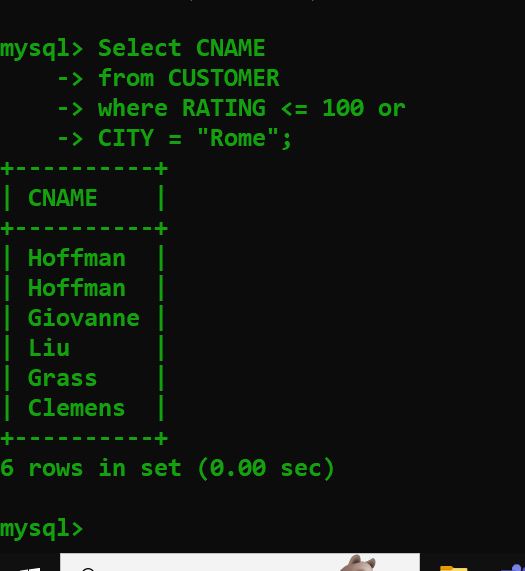 mysql> Select CNAME
    -> from CUSTOMER
    -> where RATING <= 100 or
    -> CITY = "Rome";
+----------+
| CNAME    |
+----------+
| Hoffman  |
| Hoffman  |
| Giovanne |
| Liu      |
| Grass    |
| Clemens  |
+----------+
6 rows in set (0.00 sec)

mysql>